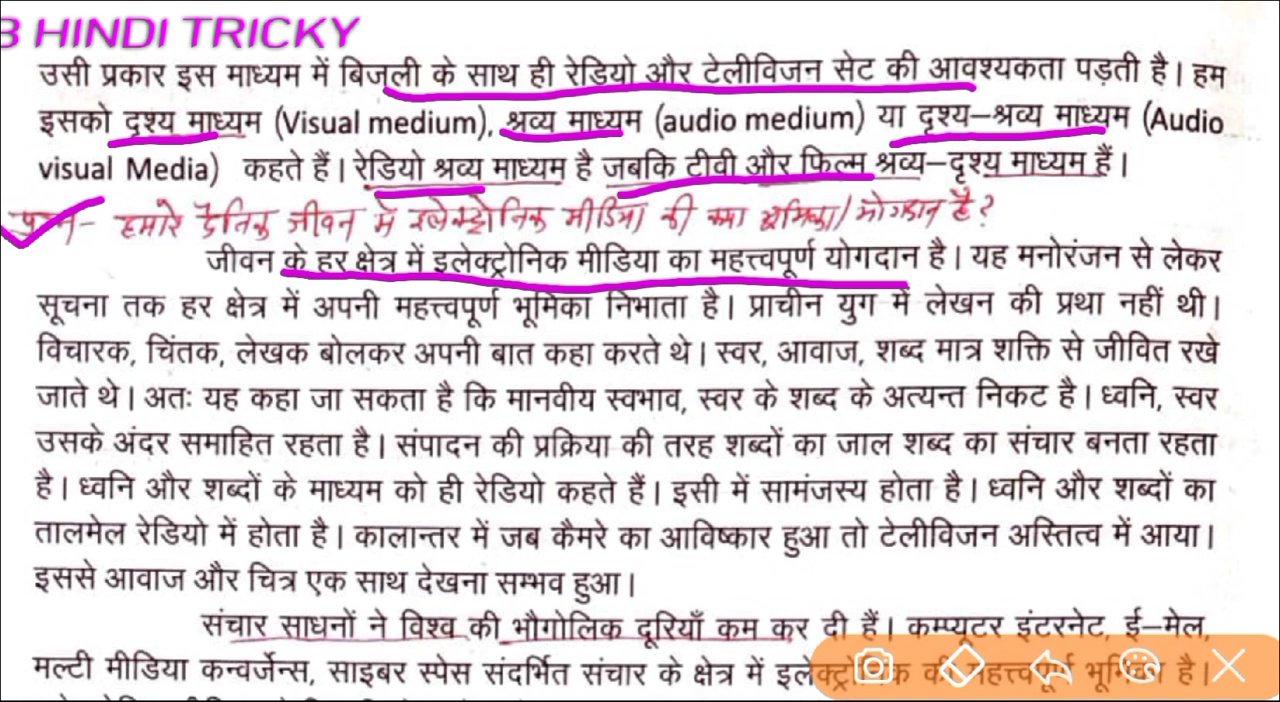 B HINDI TRICKY
उसी प्रकार इस माध्यम में बिजली के साथ ही रेडियो और टेलीविजन सेट की आवश्यकता पड़ती है। हम
इसको दृश्य माध्यम (Visual medium), श्रव्य माध्यम (audio medium) या दृश्य–श्रव्य माध्यम (Audio
visual Media) कहते हैं। रेडियो श्रव्य माध्यम है जबकि टीवी और फिल्म श्रव्य–दृश्य माध्यम हैं।
हमारे दैनिक जीवन में इलेक्ट्रोनिक मीडिया की क्या भूमिका/योगदान है?
जीवन के हर क्षेत्र में इलेक्ट्रोनिक मीडिया का महत्त्वपूर्ण योगदान है। यह मनोरंजन से लेकर
सूचना तक हर क्षेत्र में अपनी महत्त्वपूर्ण भूमिका निभाता है। प्राचीन युग में लेखन की प्रथा नहीं थी।
विचारक, चिंतक, लेखक बोलकर अपनी बात कहा करते थे। स्वर, आवाज, शब्द मात्र शक्ति से जीवित रखे
जाते थे। अतः यह कहा जा सकता है कि मानवीय स्वभाव, स्वर के शब्द के अत्यन्त निकट है। ध्वनि, स्वर
उसके अंदर समाहित रहता है। संपादन की प्रक्रिया की तरह शब्दों का जाल शब्द का संचार बनता रहता
है। ध्वनि और शब्दों के माध्यम को ही रेडियो कहते हैं। इसी में सामंजस्य होता है। ध्वनि और शब्दों का
तालमेल रेडियो में होता है। कालान्तर में जब कैमरे का आविष्कार हुआ तो टेलीविजन अस्तित्व में आया।
इससे आवाज और चित्र एक साथ देखना सम्भव हुआ।
संचार साधनों ने विश्व की भौगोलिक दूरियाँ कम कर दी हैं। कम्प्यूटर इंटरनेट, ई–मेल,
मल्टी मीडिया कन्वर्जेन्स, साइबर स्पेस संदर्भित संचार के क्षेत्र में इलेक्ट्रोनिक की महत्त्वपूर्ण भूमिका है।